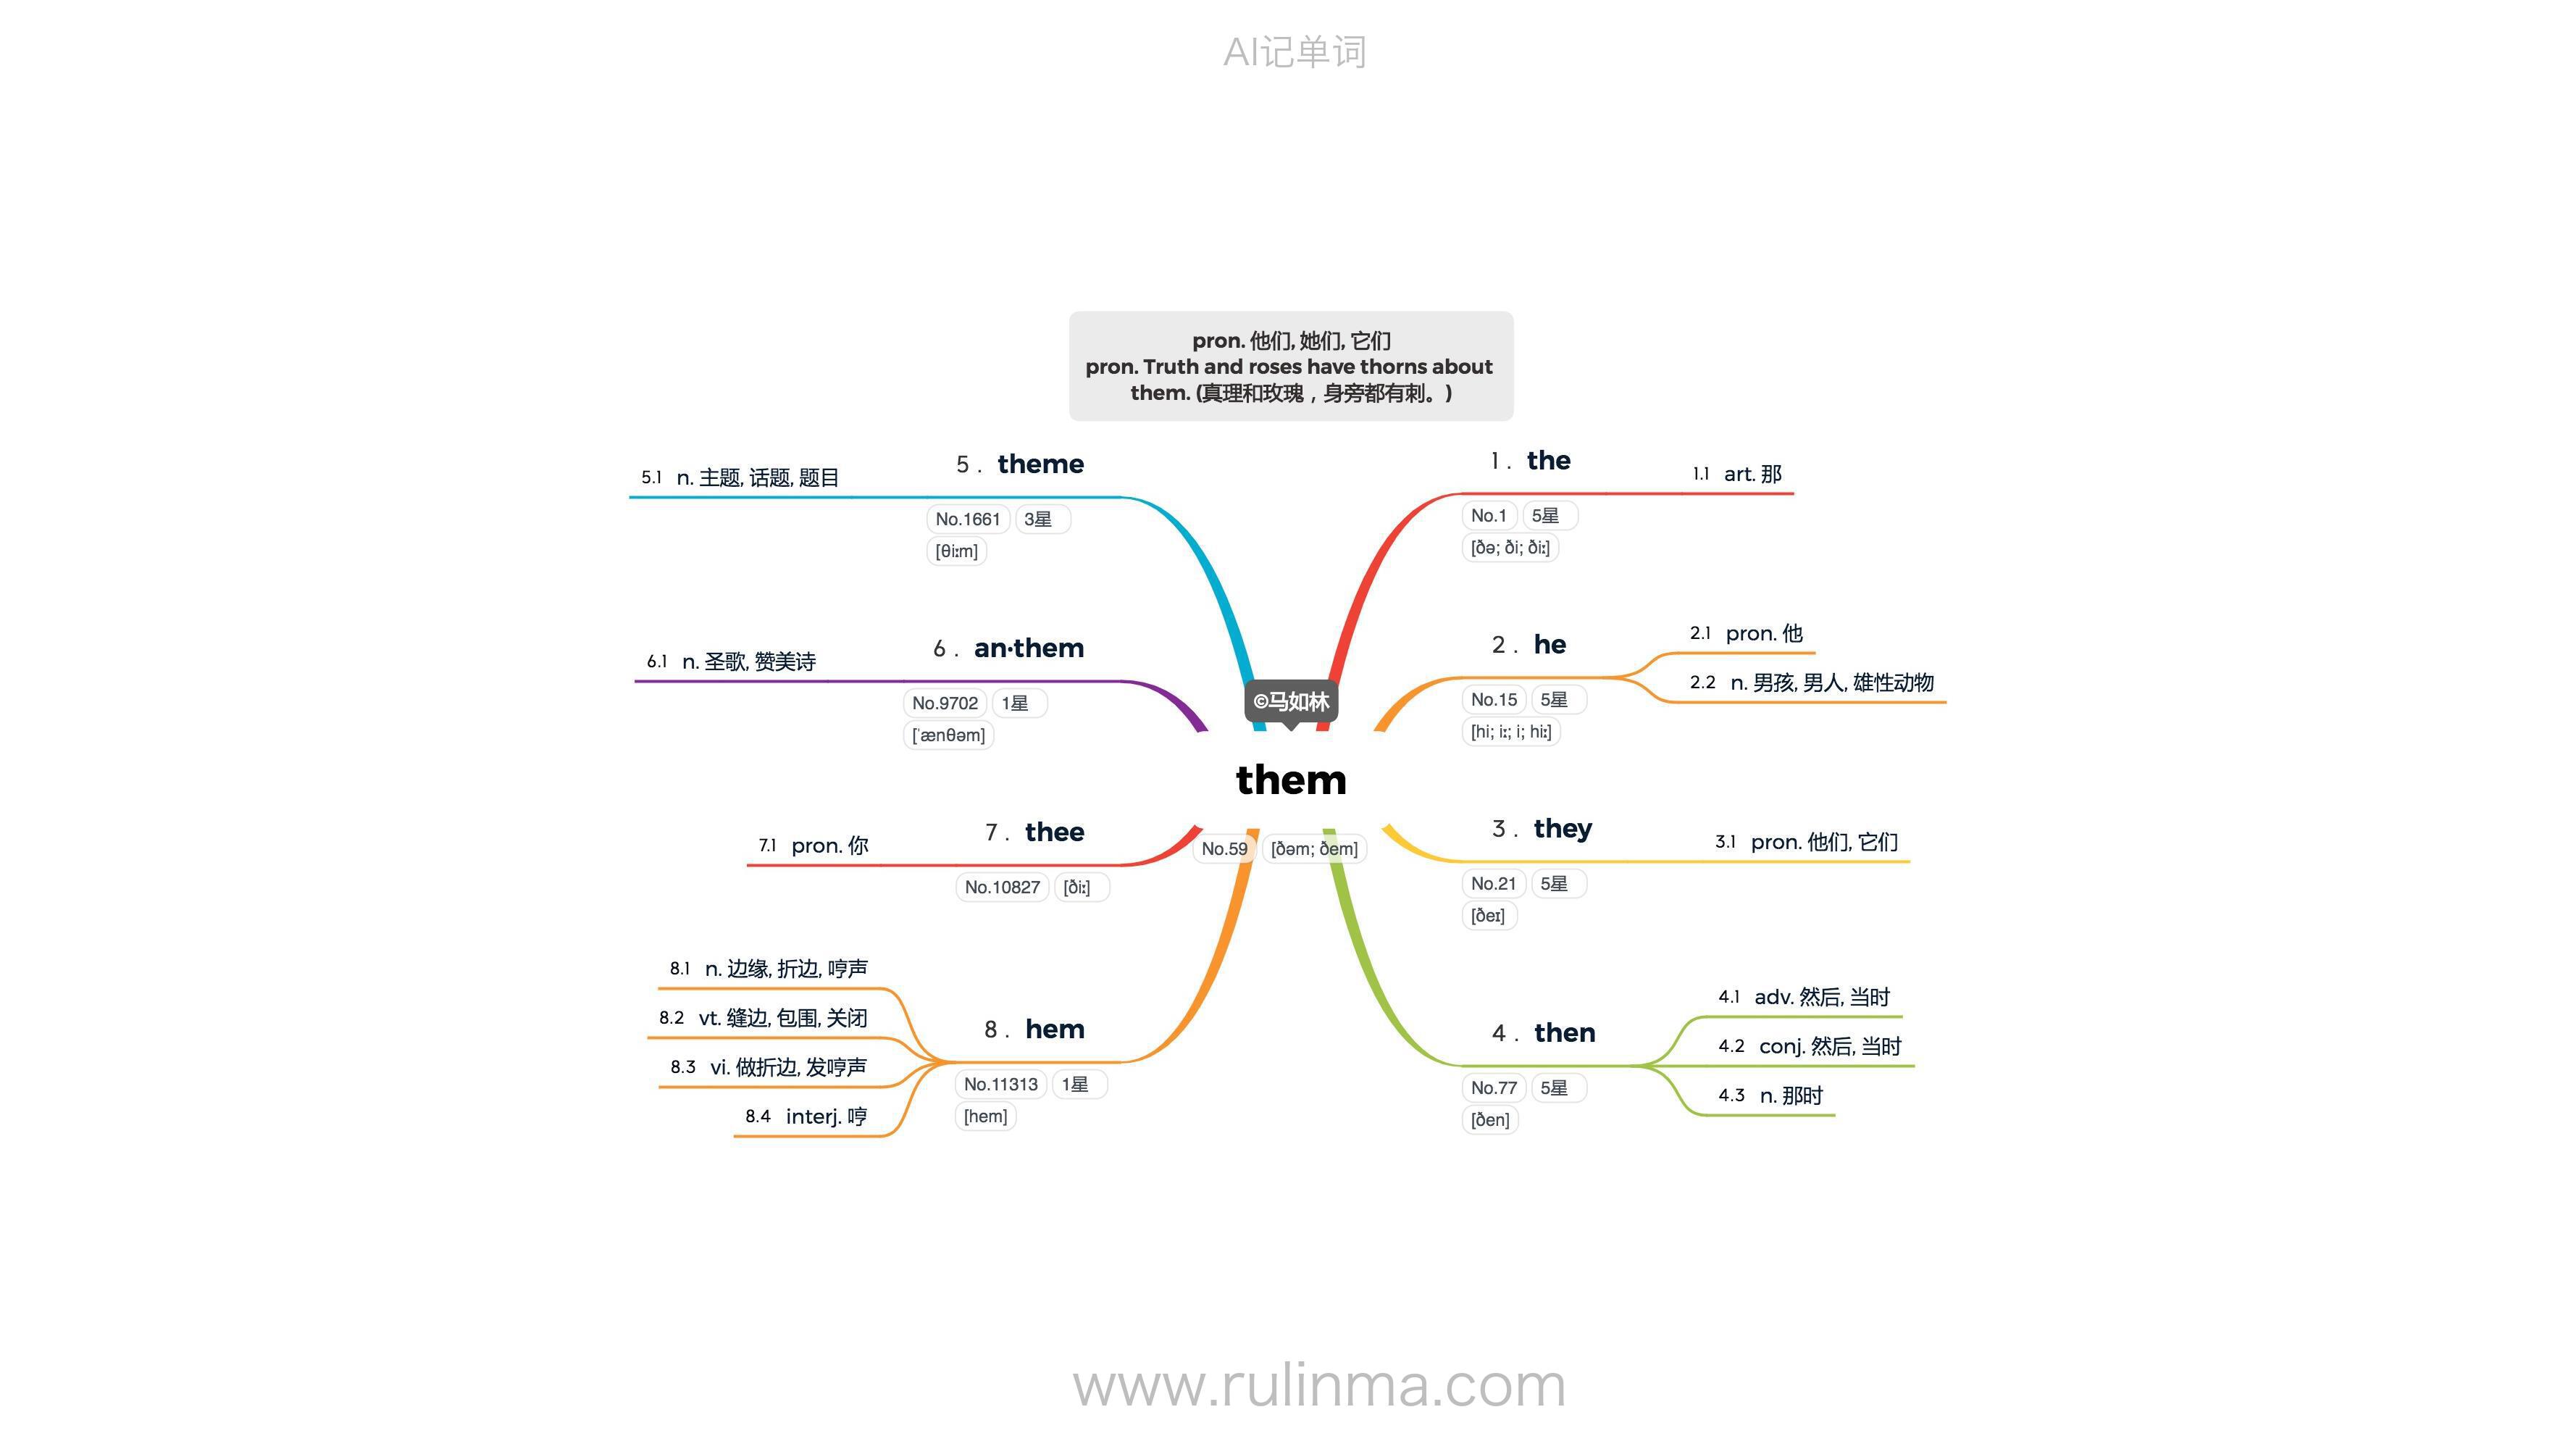 AI记单词
pron. 他们, 她们, 它们
pron. Truth and roses have thorns about
them. (真理和玫瑰，身旁都有刺。)
©马如林
them
No.59 [ðəm; ðem]
1 . the
No.1 5星
[ðə; ði; ði:]
1.1 art. 那
2 . he
No.15 5星
[hi; i:; i; hi:]
2.1 pron. 他
2.2 n. 男孩, 男人, 雄性动物
3 . they
No.21 5星
[ðeɪ]
3.1 pron. 他们, 它们
4 . then
No.77 5星
[ðen]
4.1 adv. 然后, 当时
4.2 conj. 然后, 当时
4.3 n. 那时
5 . theme
No.1661 3星
[θi:m]
5.1 n. 主题, 话题, 题目
6 . an·them
No.9702 1星
[ˈænθəm]
6.1 n. 圣歌, 赞美诗
7 . thee
No.10827 [ði:]
7.1 pron. 你
8 . hem
No.11313 1星
[hem]
8.1 n. 边缘, 折边, 哼声
8.2 vt. 缝边, 包围, 关闭
8.3 vi. 做折边, 发哼声
8.4 interj. 哼
www.rulinma.com